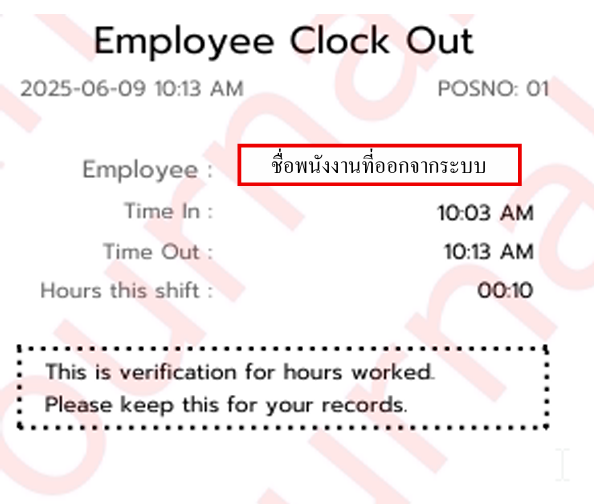 Employee Clock Out
2025-06-09 10:13 AM POSNO: 01
Employee : ชื่อพนังงานที่ออกจากระบบ
Time In : 10:03 AM
Time Out : 10:13 AM
Hours this shift : 00:10
This is verification for hours worked.
Please keep this for your records.